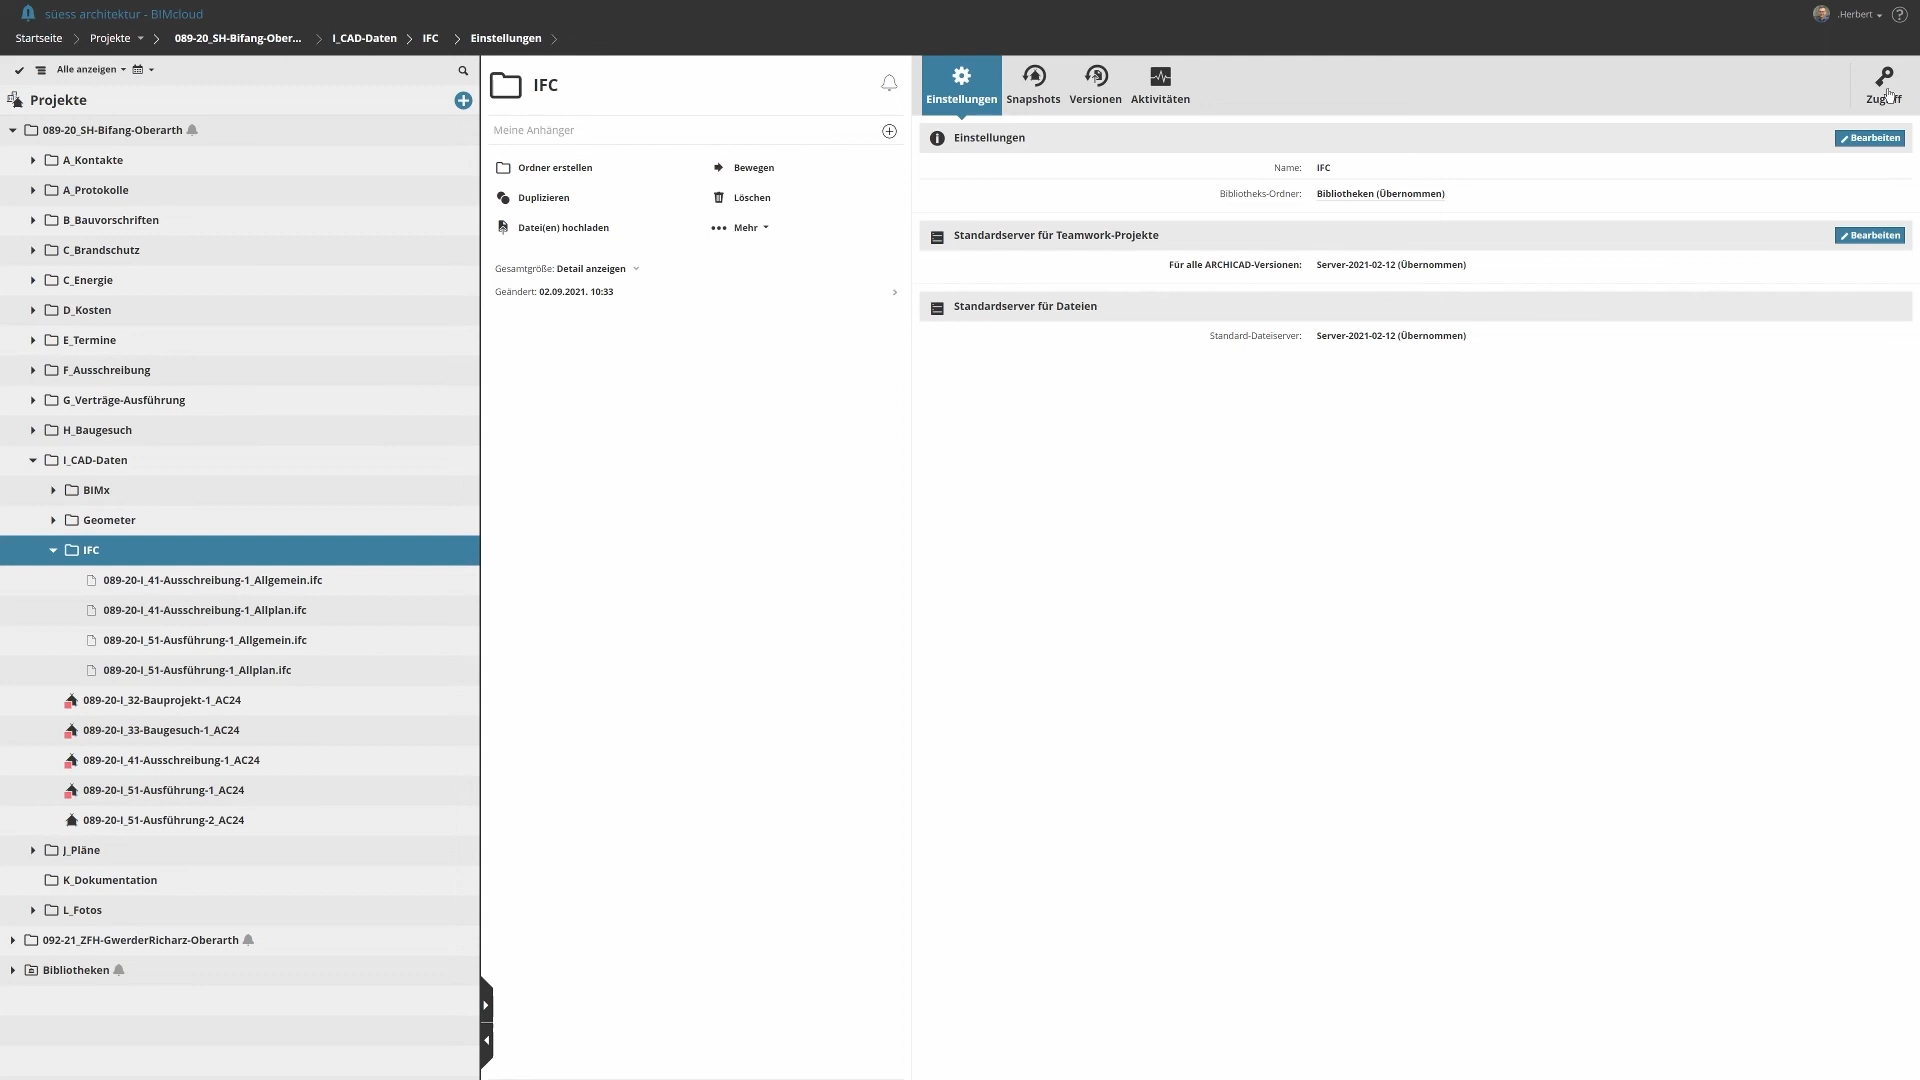 süess architektur - BIMcloud
.Herbert
Startseite
Projekte
089-20_SH-Bifang-Ober...
I_CAD-Daten
IFC
Einstellungen
Alle anzeigen
Projekte
089-20_SH-Bifang-Oberarth
A_Kontakte
A_Protokolle
B_Bauvorschriften
C_Brandschutz
C_Energie
D_Kosten
E_Termine
F_Ausschreibung
G_Verträge-Ausführung
H_Baugesuch
I_CAD-Daten
BIMx
Geometer
IFC
089-20-I_41-Ausschreibung-1_Allgemein.ifc
089-20-I_41-Ausschreibung-1_Allplan.ifc
089-20-I_51-Ausführung-1_Allgemein.ifc
089-20-I_51-Ausführung-1_Allplan.ifc
089-20-I_32-Bauprojekt-1_AC24
089-20-I_33-Baugesuch-1_AC24
089-20-I_41-Ausschreibung-1_AC24
089-20-I_51-Ausführung-1_AC24
089-20-I_51-Ausführung-2_AC24
J_Pläne
K_Dokumentation
L_Fotos
092-21_ZFH-GwerderRicharz-Oberarth
Bibliotheken
IFC
Meine Anhänger
Ordner erstellen
Bewegen
Duplizieren
Löschen
Datei(en) hochladen
Mehr
Gesamtgröße: Detail anzeigen
Geändert: 02.09.2021. 10:33
Einstellungen
Snapshots
Versionen
Aktivitäten
Zugriff
Einstellungen
Bearbeiten
Name: IFC
Bibliotheks-Ordner: Bibliotheken (Übernommen)
Standardserver für Teamwork-Projekte
Bearbeiten
Für alle ARCHICAD-Versionen: Server-2021-02-12 (Übernommen)
Standardserver für Dateien
Standard-Dateiserver: Server-2021-02-12 (Übernommen)